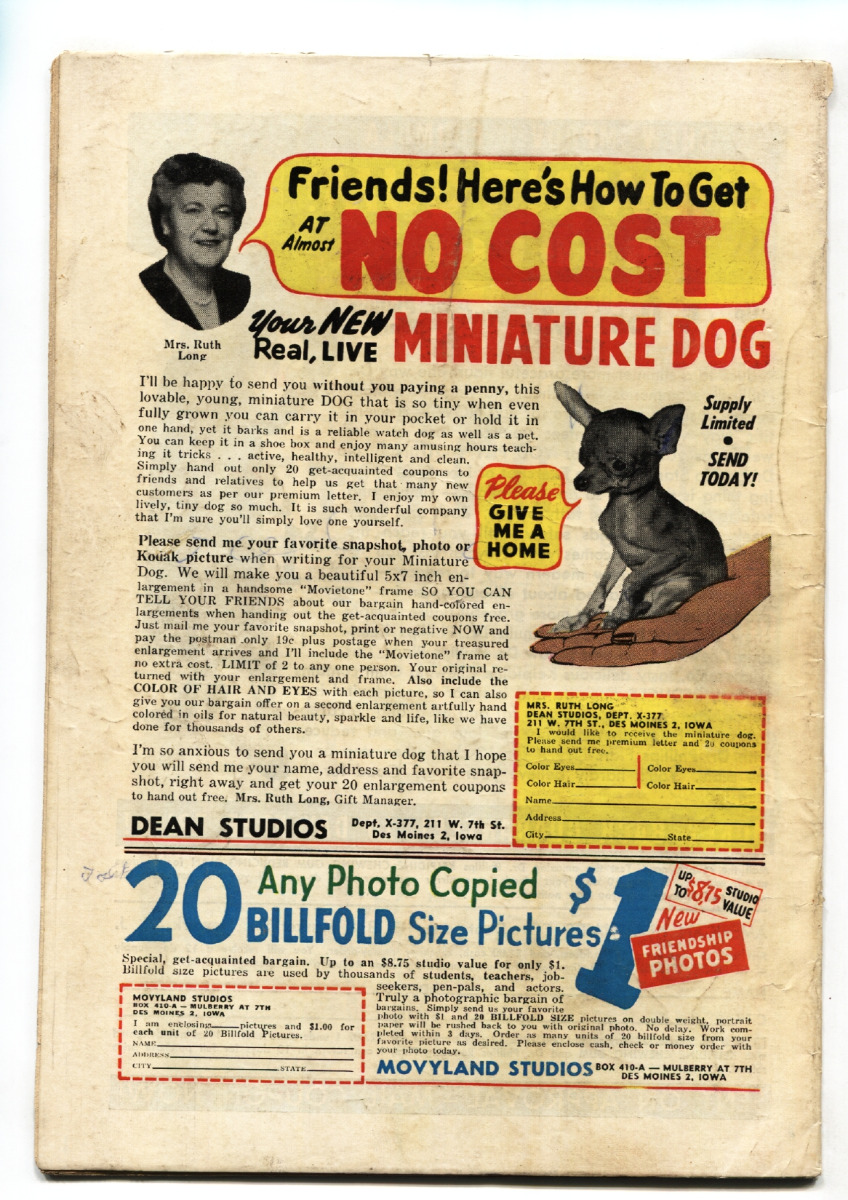 Friends! Here's How To Get
AT
Almost
NO COST
Your NEW
Real, LIVE
MINIATURE DOG
Mrs. Ruth
Long
I'll be happy to send you without you paying a penny, this
lovable, young, miniature DOG that is so tiny when even
fully grown you can carry it in your pocket or hold it in
one hand, yet it barks and is a reliable watch dog as well as a pet.
You can keep it in a shoe box and enjoy many amusing hours teach-
ing it tricks . . . active, healthy, intelligent and clean.
Simply hand out only 20 get-acquainted coupons to
friends and relatives to help us get that many new
customers as per our premium letter. I enjoy my own
lively, tiny dog so much. It is such wonderful company
that I'm sure you'll simply love one yourself.
Supply
Limited
•
SEND
TODAY!
Please
GIVE
ME A
HOME
Please send me your favorite snapshot, photo or
Kodak picture when writing for your Miniature
Dog. We will make you a beautiful 5x7 inch en-
largement in a handsome "Movietone" frame SO YOU CAN
TELL YOUR FRIENDS about our bargain hand-colored en-
largements when handing out the get-acquainted coupons free.
Just mail me your favorite snapshot, print or negative NOW and
pay the postman only 19c plus postage when your treasured
enlargement arrives and I'll include the "Movietone" frame at
no extra cost. LIMIT of 2 to any one person. Your original re-
turned with your enlargement and frame. Also include the
COLOR OF HAIR AND EYES with each picture, so I can also
give you our bargain offer on a second enlargement artfully hand
colored in oils for natural beauty, sparkle and life, like we have
done for thousands of others.
I'm so anxious to send you a miniature dog that I hope
you will send me your name, address and favorite snap-
shot, right away and get your 20 enlargement coupons
to hand out free. Mrs. Ruth Long, Gift Manager.
DEAN STUDIOS
Dept. X-377, 211 W. 7th St.
Des Moines 2, Iowa
MRS. RUTH LONG
DEAN STUDIOS, DEPT. X-377
211 W. 7TH ST., DES MOINES 2, IOWA
I would like to receive the miniature dog.
Please send me premium letter and 20 coupons
to hand out free.
Color Eyes Color Eyes
Color Hair Color Hair
Name
Address
City State
20 Any Photo Copied
BILLFOLD Size Pictures
$1
UP
TO $8.75 STUDIO
VALUE
New
FRIENDSHIP
PHOTOS
Special, get-acquainted bargain. Up to an $8.75 studio value for only $1.
Billfold size pictures are used by thousands of students, teachers, job-
seekers, pen-pals, and actors.
Truly a photographic bargain of
bargains. Simply send us your favorite
photo with $1 and 20 BILLFOLD SIZE pictures on double weight, portrait
paper will be rushed back to you with original photo. No delay. Work com-
pleted within 3 days. Order as many units of 20 billfold size from your
favorite picture as desired. Please enclose cash, check or money order with
your photo today.
MOVYLAND STUDIOS
BOX 410-A — MULBERRY AT 7TH
DES MOINES 2, IOWA
I am enclosing pictures and $1.00 for
each unit of 20 Billfold Pictures.
NAME
ADDRESS
CITY STATE
MOVYLAND STUDIOS BOX 410-A — MULBERRY AT 7TH
DES MOINES 2, IOWA